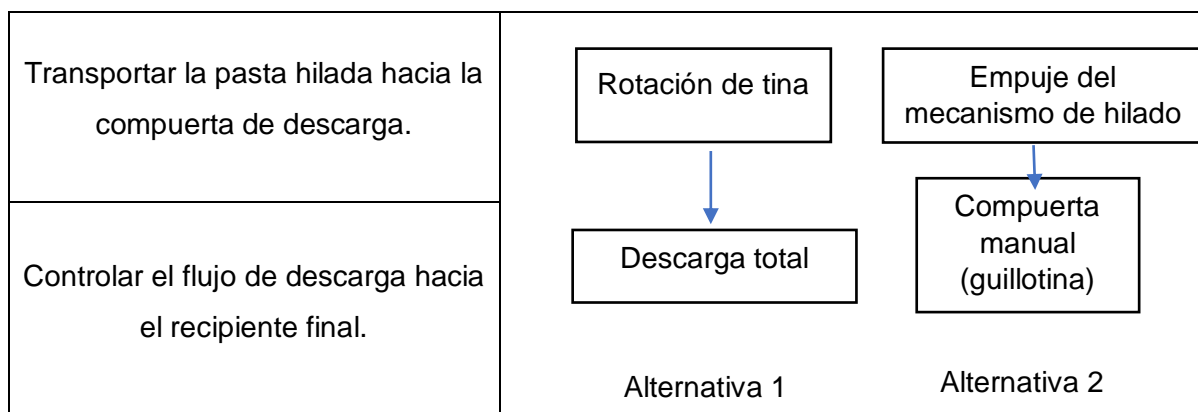 Transportar la pasta hilada hacia la
compuerta de descarga.
Rotación de tina
Empuje del
mecanismo de hilado
Controlar el flujo de descarga hacia
el recipiente final.
Descarga total
Compuerta
manual
(guillotina)
Alternativa 1
Alternativa 2